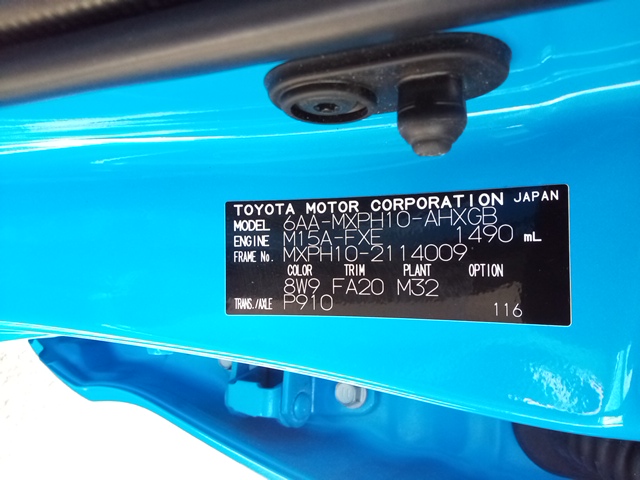 TOYOTA MOTOR CORPORATION JAPAN
MODEL 6AA-MXPH10-AHXGB
ENGINE M15A-FXE 1490 mL
FRAME No. MXPH10-2114009
COLOR TRIM PLANT OPTION
8W9 FA20 M32
TRANS./AXLE P910 116